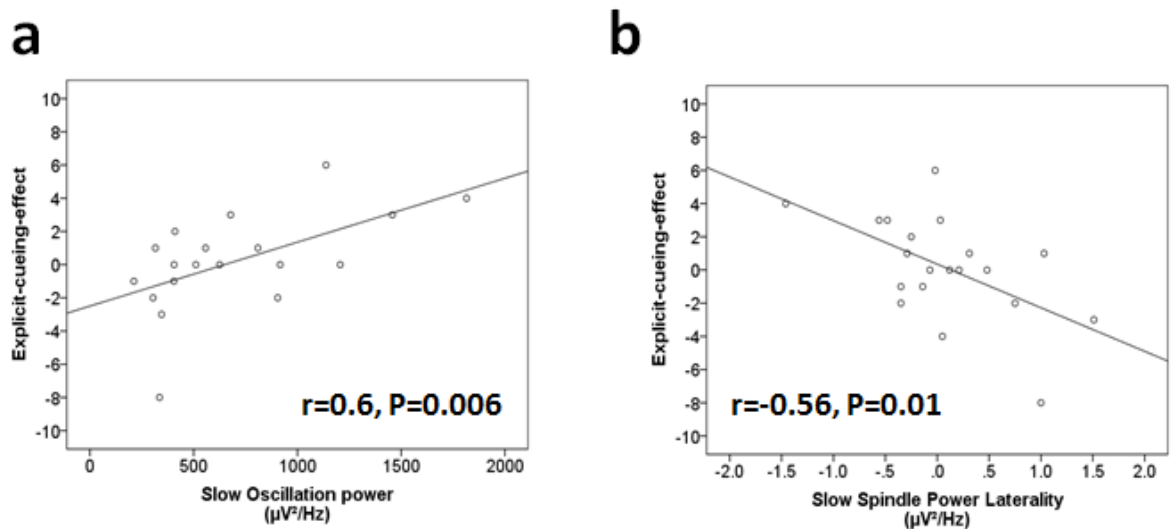 a
10
8
6
4
2
0
-2
-4
-6
-8
-10
Explicit-cueing-effect
r=0.6, P=0.006
0 500 1000 1500 2000
Slow Oscillation power
(µV²/Hz)
b
10
8
6
4
2
0
-2
-4
-6
-8
-10
Explicit-cueing-effect
r=-0.56, P=0.01
-2.0 -1.5 -1.0 -.5 .0 .5 1.0 1.5 2.0
Slow Spindle Power Laterality
(µV²/Hz)